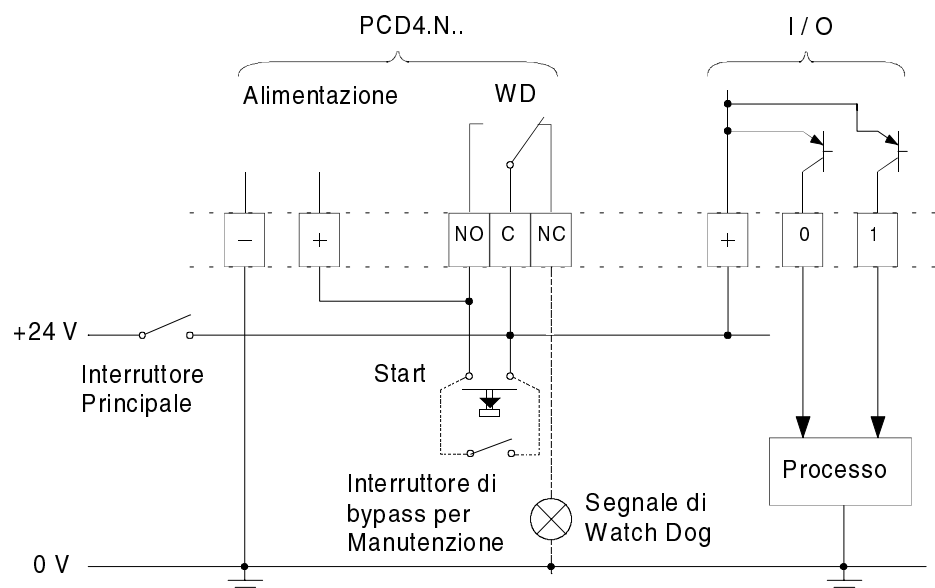 PCD4.N..
I / O
Alimentazione
WD
−
+
NO
C
NC
+
0
1
+24 V
Interruttore
Principale
Start
Interruttore di
bypass per
Manutenzione
Segnale di
Watch Dog
Processo
0 V